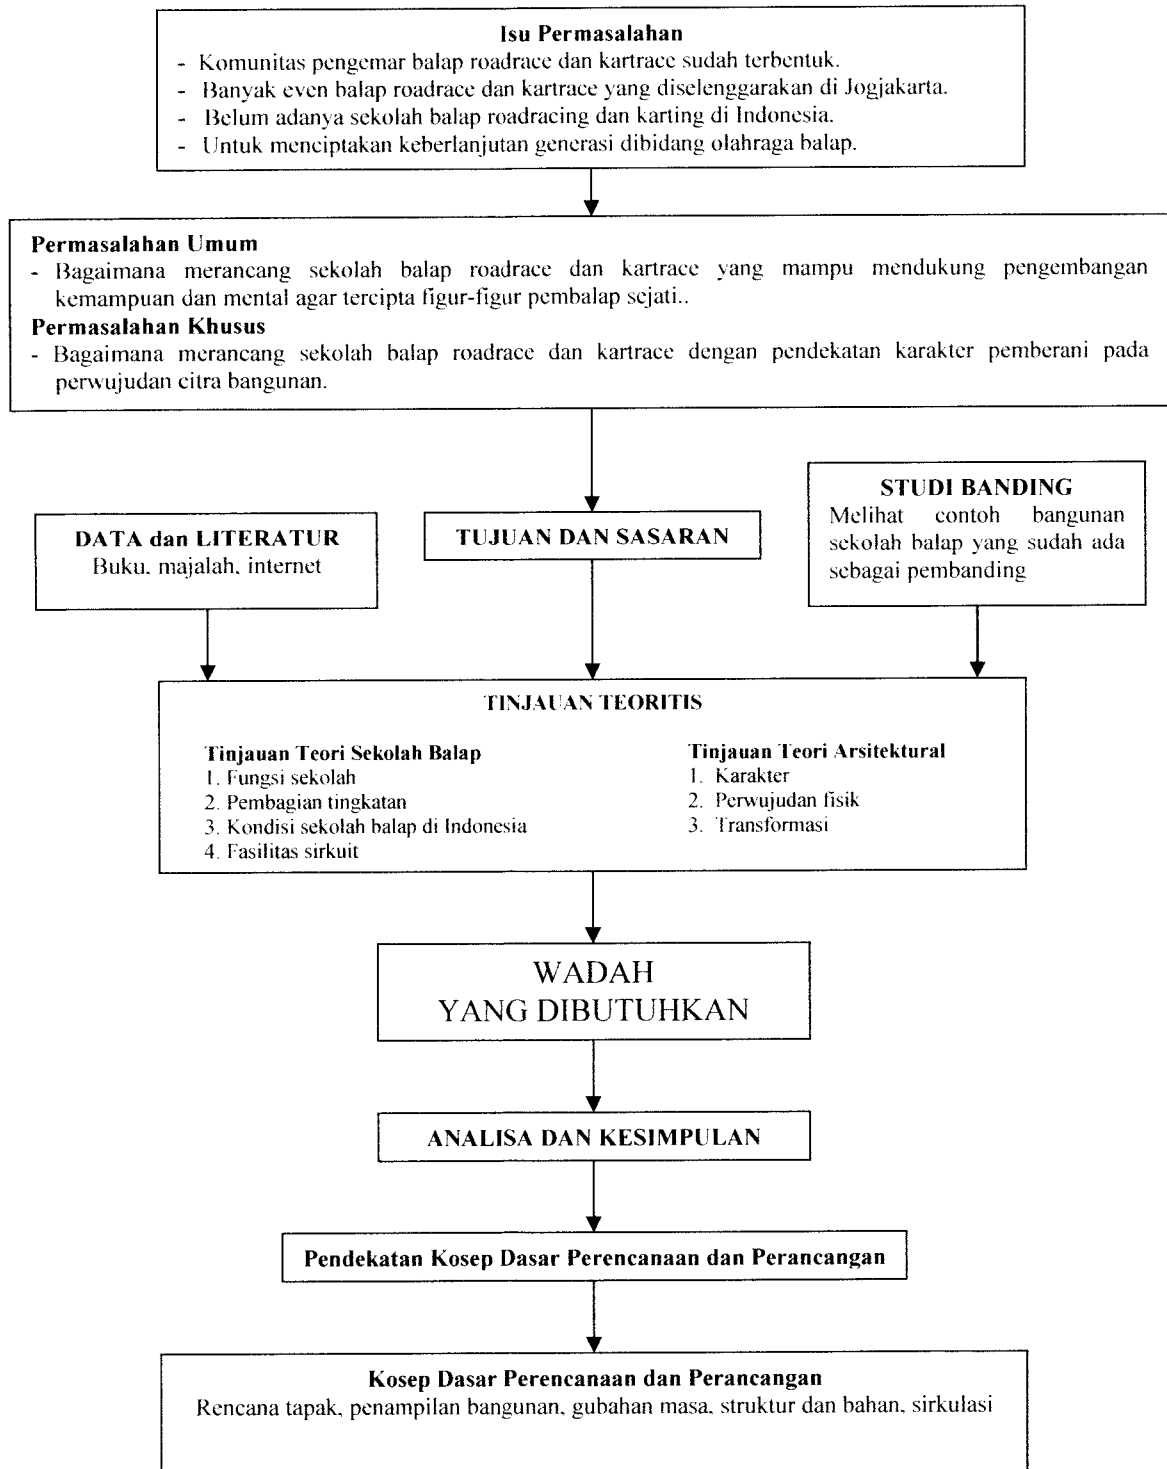 Isu Permasalahan
- Komunitas pengemar balap roadrace dan kartrace sudah terbentuk.
- Banyak even balap roadrace dan kartrace yang diselenggarakan di Jogjakarta.
- Belum adanya sekolah balap roadracing dan karting di Indonesia.
- Untuk menciptakan keberlanjutan generasi dibidang olahraga balap.
Permasalahan Umum
- Bagaimana merancang sekolah balap roadrace dan kartrace yang mampu mendukung pengembangan
kemampuan dan mental agar tercipta figur-figur pembalap sejati..
Permasalahan Khusus
- Bagaimana merancang sekolah balap roadrace dan kartrace dengan pendekatan karakter pemberani pada
perwujudan citra bangunan.
DATA dan LITERATUR
Buku, majalah, internet
TUJUAN DAN SASARAN
STUDI BANDING
Melihat contoh bangunan
sekolah balap yang sudah ada
sebagai pembanding
TINJAUAN TEORITIS
Tinjauan Teori Sekolah Balap
1. Fungsi sekolah
2. Pembagian tingkatan
3. Kondisi sekolah balap di Indonesia
4. Fasilitas sirkuit
Tinjauan Teori Arsitektural
1. Karakter
2. Perwujudan fisik
3. Transformasi
WADAH
YANG DIBUTUHKAN
ANALISA DAN KESIMPULAN
Pendekatan Kosep Dasar Perencanaan dan Perancangan
Kosep Dasar Perencanaan dan Perancangan
Rencana tapak, penampilan bangunan, gubahan masa, struktur dan bahan, sirkulasi